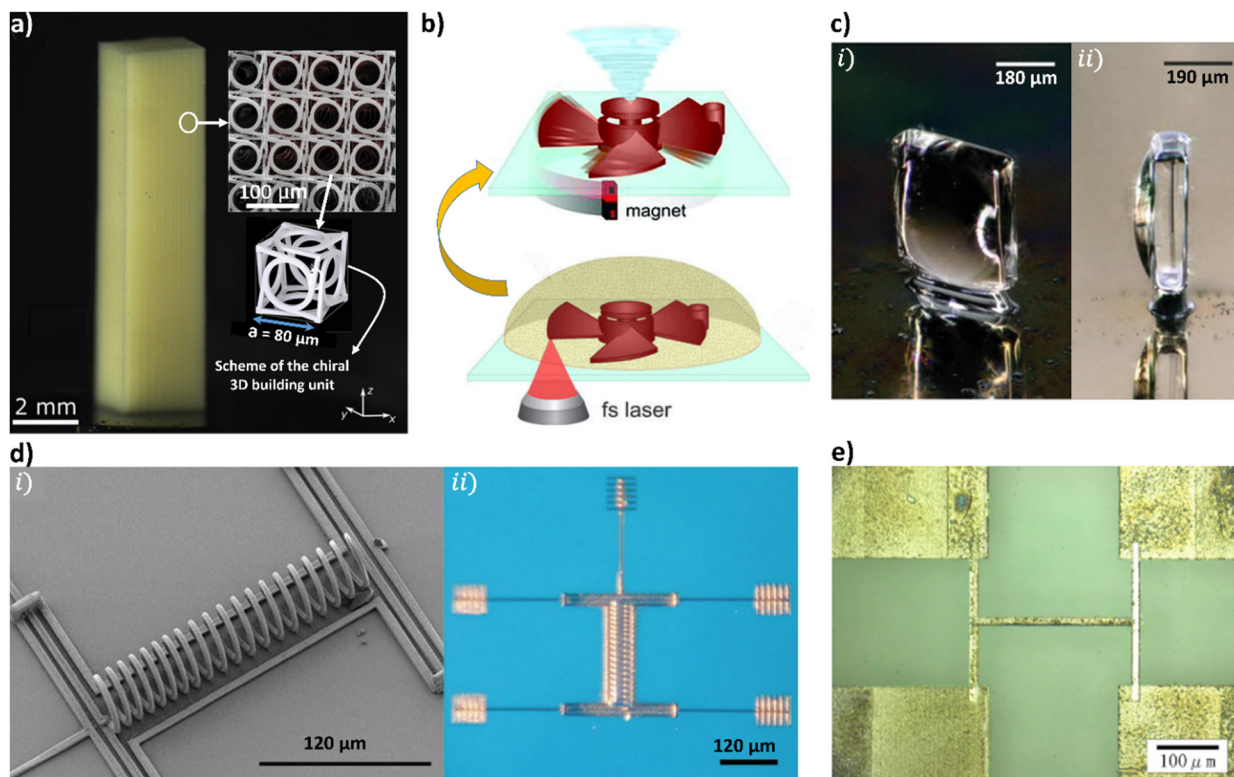 a)
100 µm
a = 80 µm
Scheme of the chiral
3D building unit
2 mm
z
y
x
b)
magnet
fs laser
c)
i)
180 µm
ii)
190 µm
d)
i)
120 µm
ii)
120 µm
e)
100 µm